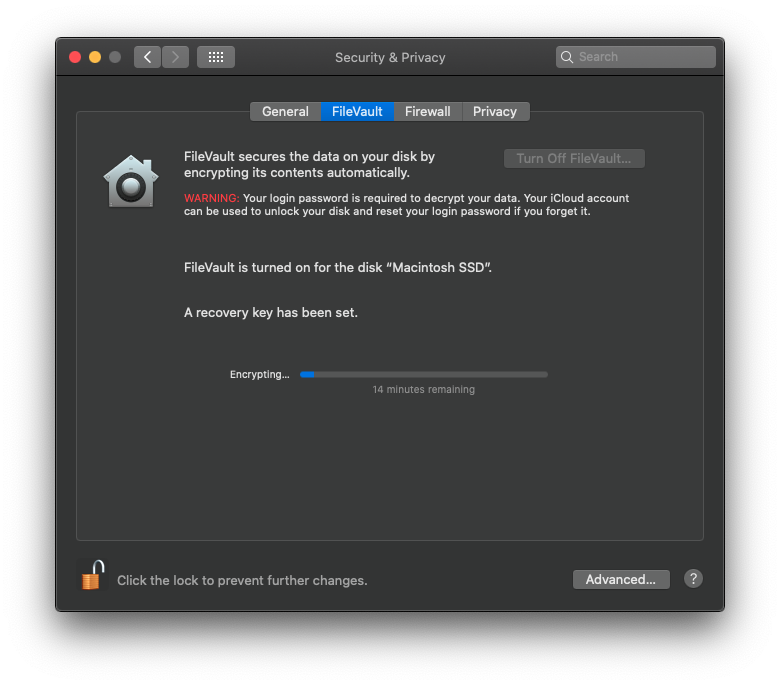 Security & Privacy
Search
General
FileVault
Firewall
Privacy
FileVault secures the data on your disk by
encrypting its contents automatically.
Turn Off FileVault...
WARNING: Your login password is required to decrypt your data. Your iCloud account
can be used to unlock your disk and reset your login password if you forget it.
FileVault is turned on for the disk “Macintosh SSD”.
A recovery key has been set.
Encrypting...
14 minutes remaining
Click the lock to prevent further changes.
Advanced...
?